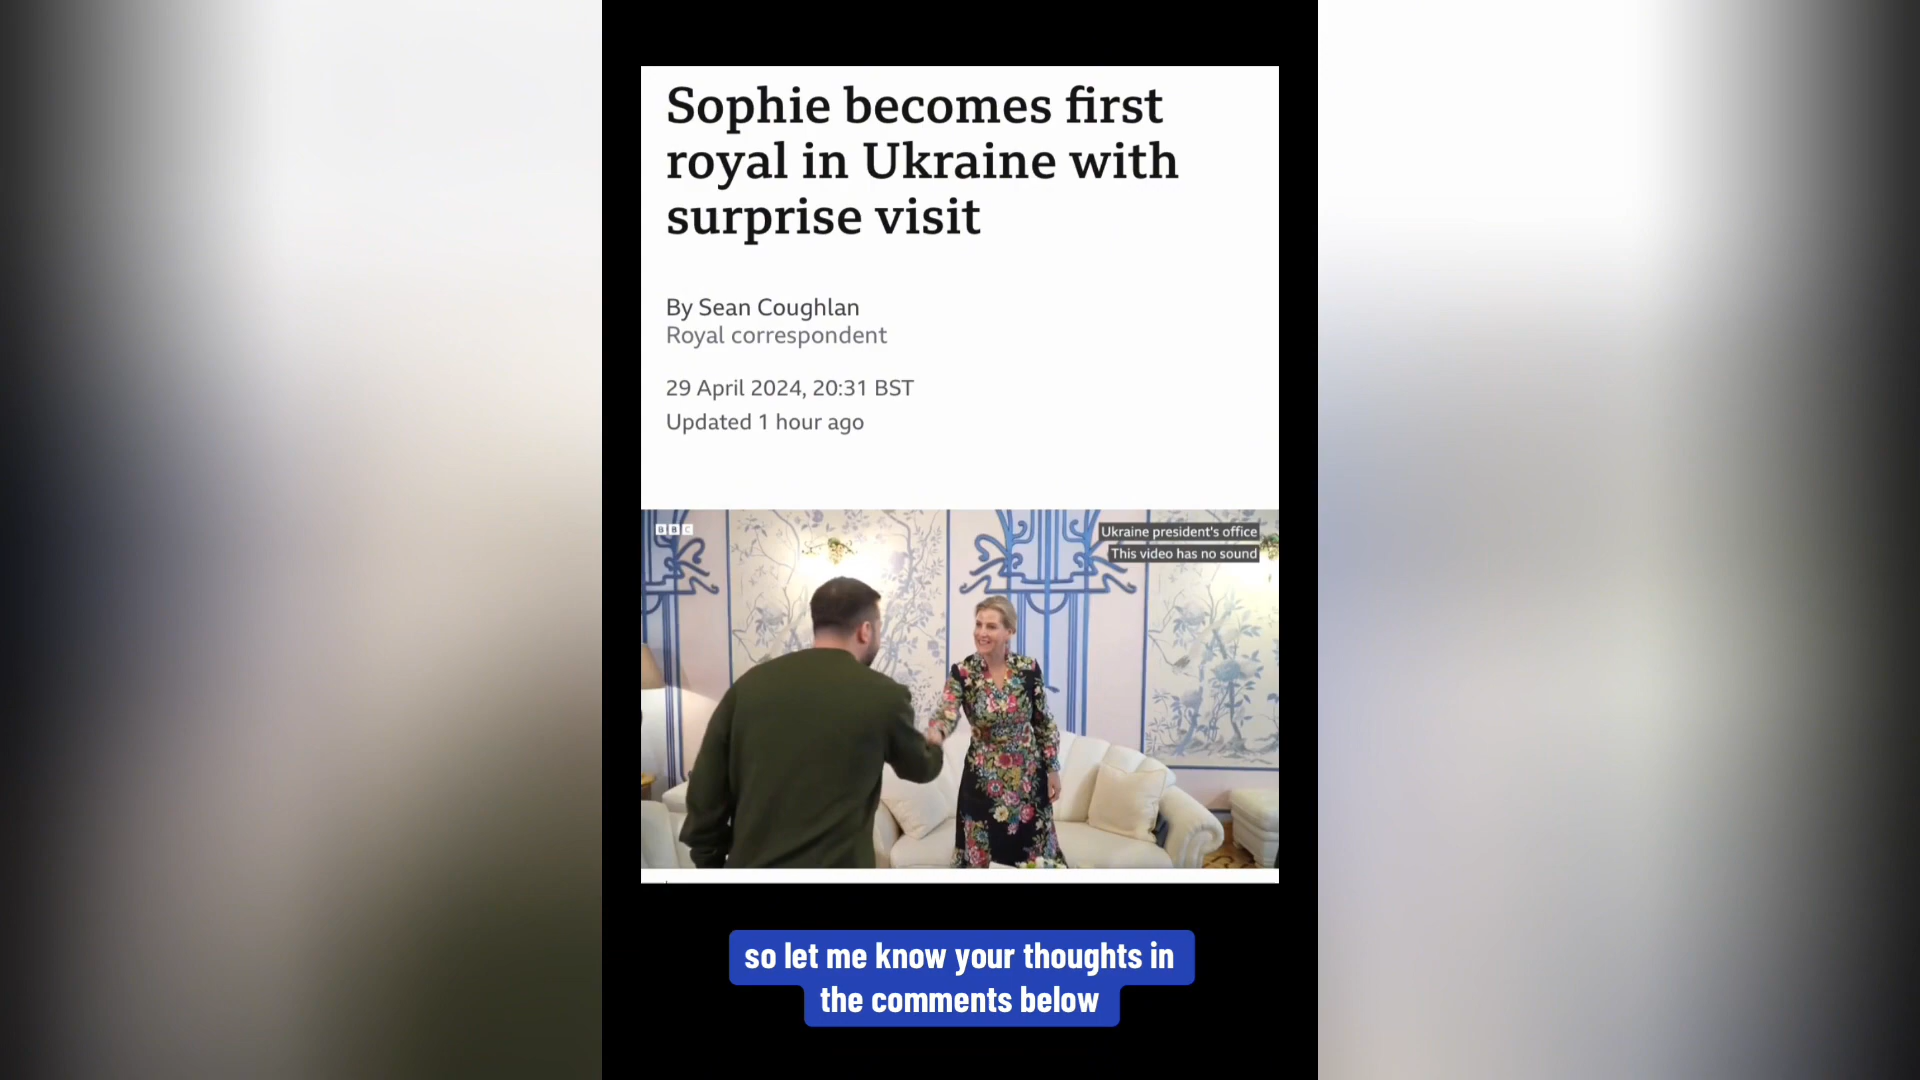 Sophie becomes first
royal in Ukraine with
surprise visit
By Sean Coughlan
Royal correspondent
29 April 2024, 20:31 BST
Updated 1 hour ago
BBC
Ukraine president's office
This video has no sound
so let me know your thoughts in
the comments below